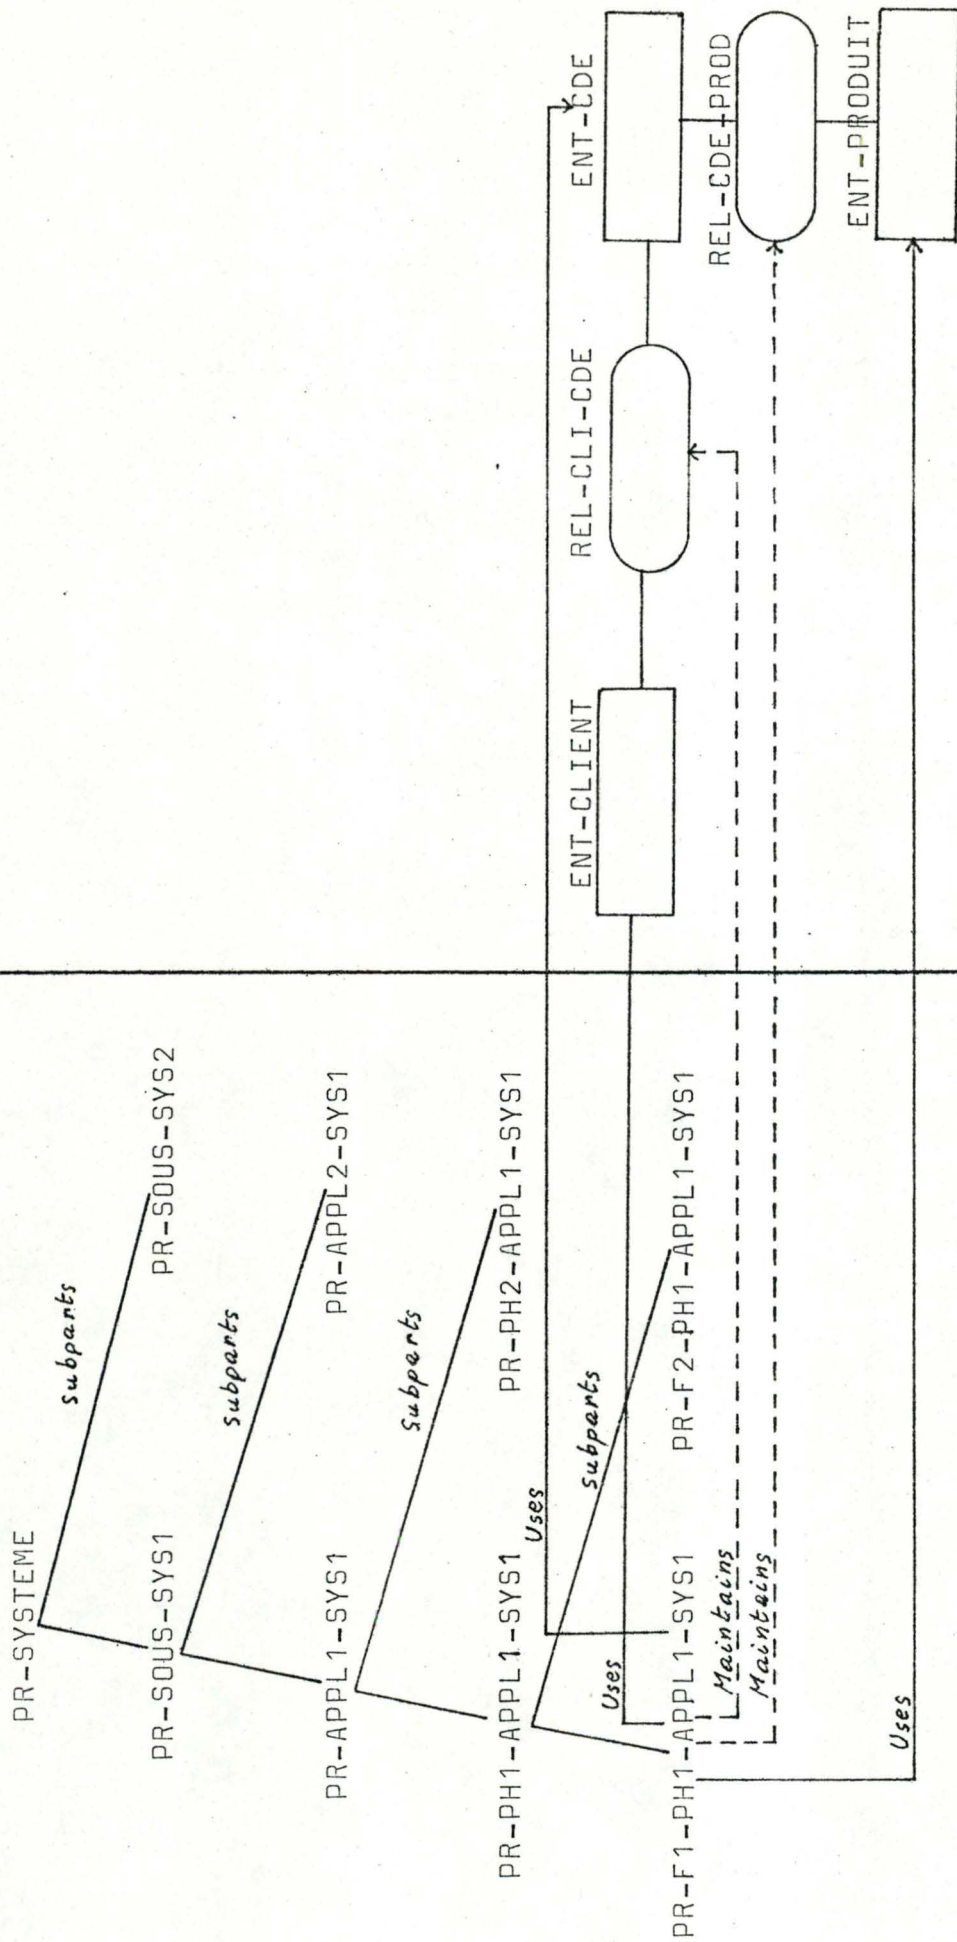 PR-SYSTEME
subparts
PR-SOUS-SYS1
PR-SOUS-SYS2
subparts
PR-APPL1-SYS1
PR-APPL2-SYS1
subparts
PR-PH1-APPL1-SYS1
PR-PH2-APPL1-SYS1
Uses
subparts
PR-F1-PH1-APPL1-SYS1
PR-F2-PH1-APPL1-SYS1
Uses
Maintains
Maintains
Uses
ENT-CLIENT
REL-CLI-CDE
ENT-CDE
REL-CDE-PROD
ENT-PRODUIT